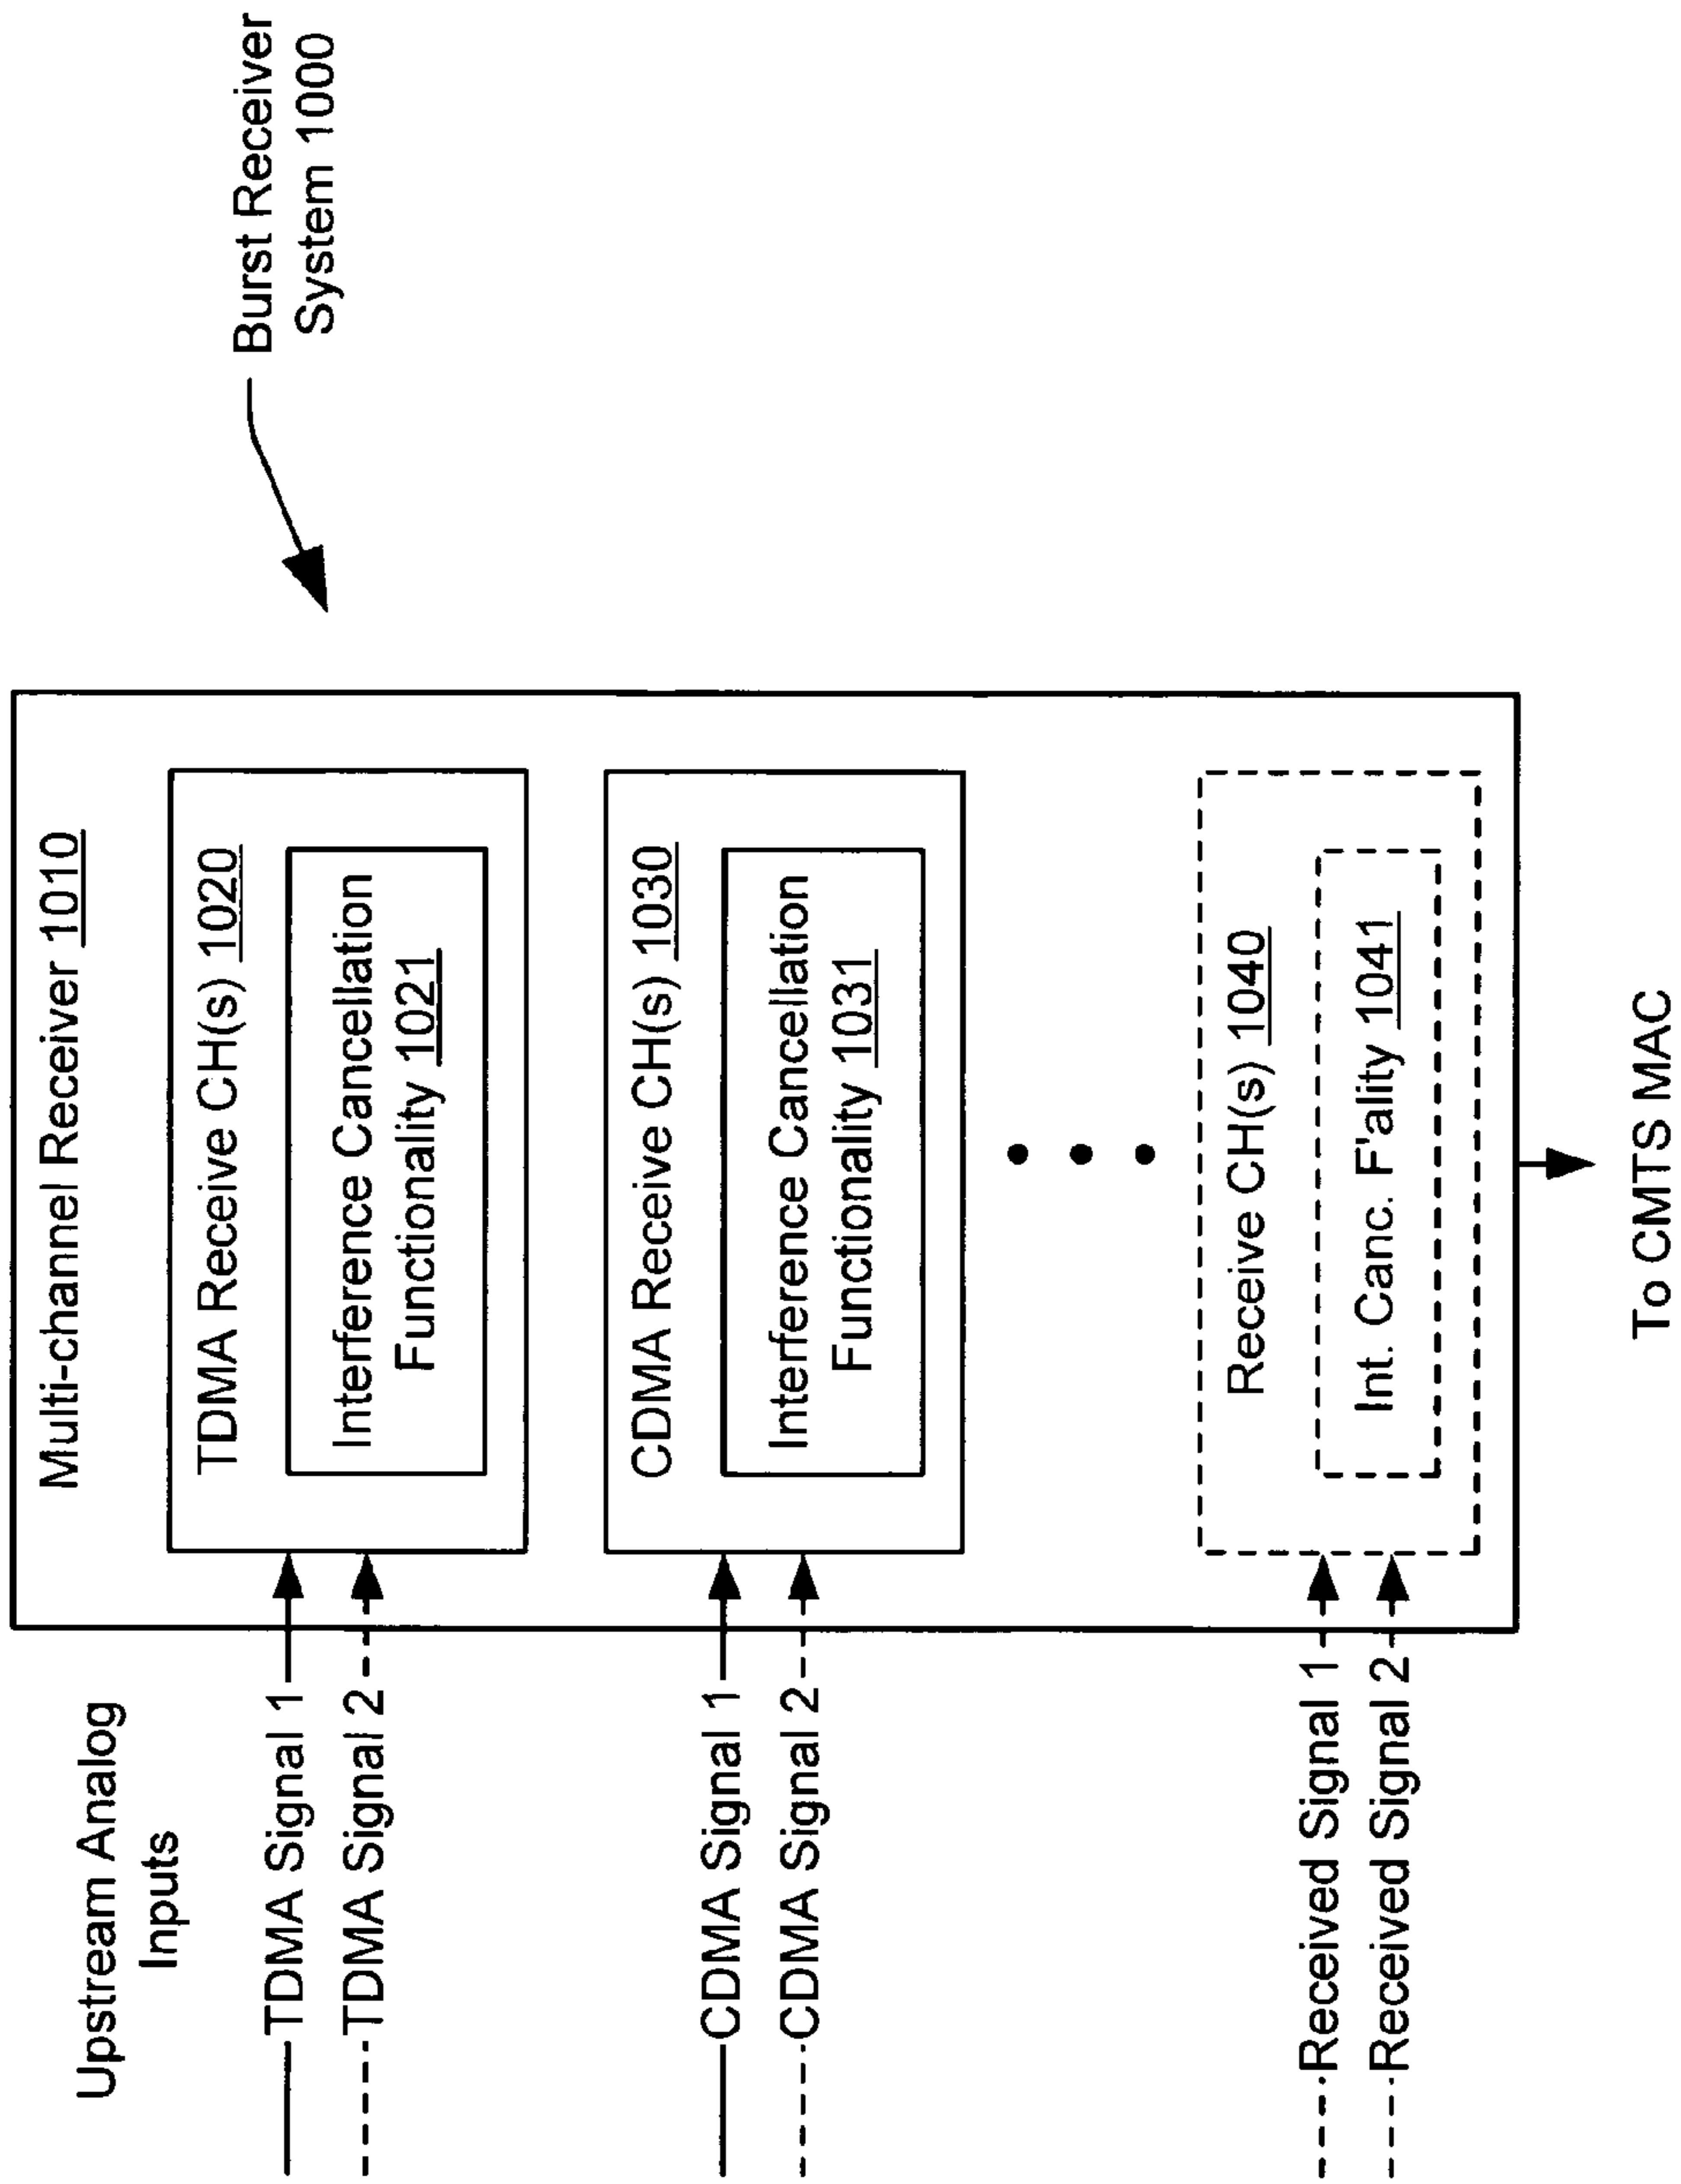 Upstream Analog
Inputs
TDMA Signal 1
TDMA Signal 2
CDMA Signal 1
CDMA Signal 2
Received Signal 1
Received Signal 2
Multi-channel Receiver 1010
TDMA Receive CH(s) 1020
Interference Cancellation
Functionality 1021
CDMA Receive CH(s) 1030
Interference Cancellation
Functionality 1031
Receive CH(s) 1040
Int. Canc. F'ality 1041
To CMTS MAC
Burst Receiver
System 1000